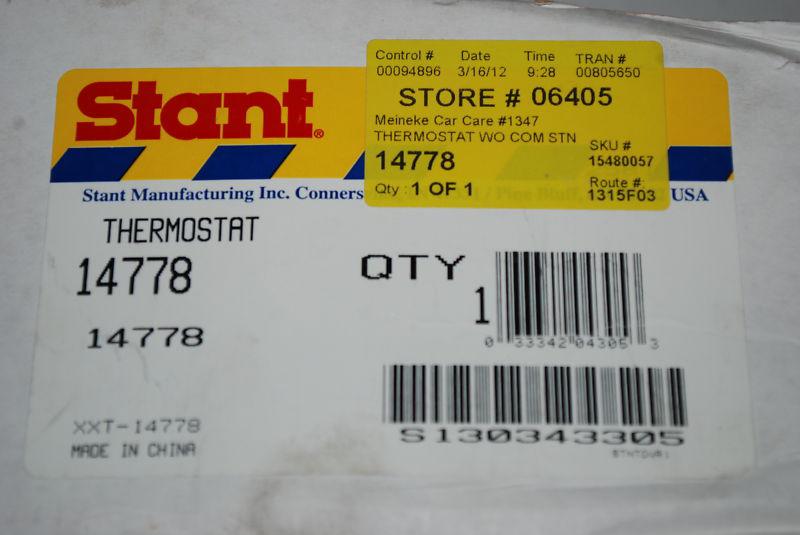 Stant®
Control # Date Time TRAN #
00094896 3/16/12 9:28 00805650
STORE # 06405
Meineke Car Care #1347
THERMOSTAT WO COM STN
14778
SKU #
15480057
Qty : 1 OF 1
Route #:
1315F03
Stant Manufacturing Inc. Conners / Pine Bluff, USA
THERMOSTAT
14778
QTY
1
14778
0 33342 04305 3
S130343305
XXT-14778
MADE IN CHINA